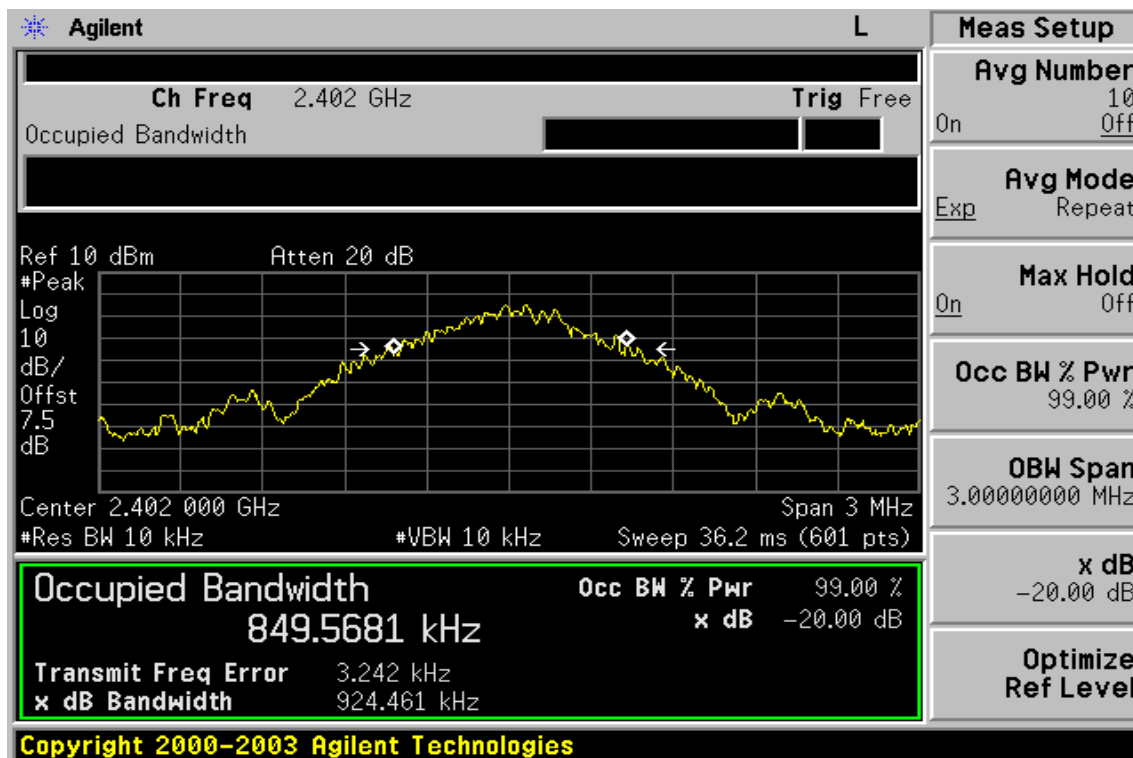 Agilent L
Ch Freq 2.402 GHz Trig Free
Occupied Bandwidth
Ref 10 dBm Atten 20 dB
#Peak
Log
10
dB/
Offst
7.5
dB
Center 2.402 000 GHz Span 3 MHz
#Res BW 10 kHz #VBW 10 kHz Sweep 36.2 ms (601 pts)
Occupied Bandwidth
849.5681 kHz
Occ BW % Pwr 99.00 %
x dB -20.00 dB
Transmit Freq Error 3.242 kHz
x dB Bandwidth 924.461 kHz
Copyright 2000-2003 Agilent Technologies
Meas Setup
Avg Number
10
On Off
Avg Mode
Exp Repeat
Max Hold
On Off
Occ BW % Pwr
99.00 %
OBW Span
3.00000000 MHz
x dB
-20.00 dB
Optimize
Ref Level